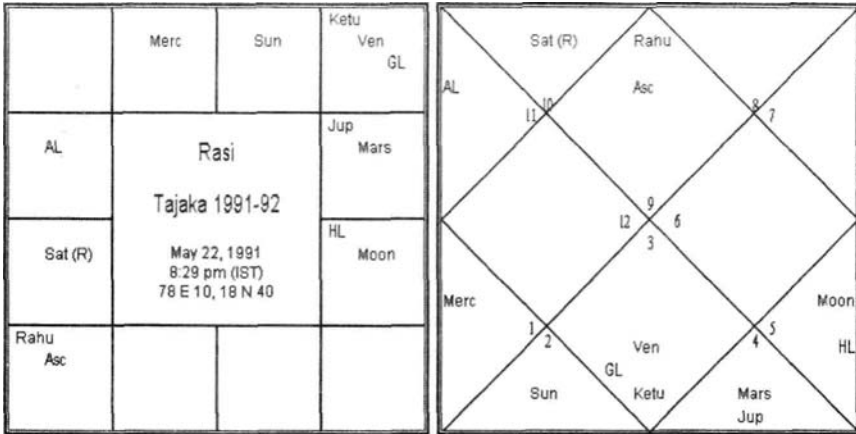 Merc
Sun
Ketu
Ven
GL
AL
Rasi
Tajaka 1991-92
May 22, 1991
8:29 pm (IST)
78 E 10, 18 N 40
Jup
Mars
Sat (R)
HL
Moon
Rahu
Asc
Sat (R)
Rahu
AL
Asc
10
11
8
7
9
12
6
3
Merc
Moon
1
2
5
4
HL
Ven
GL
Sun
Ketu
Mars
Jup